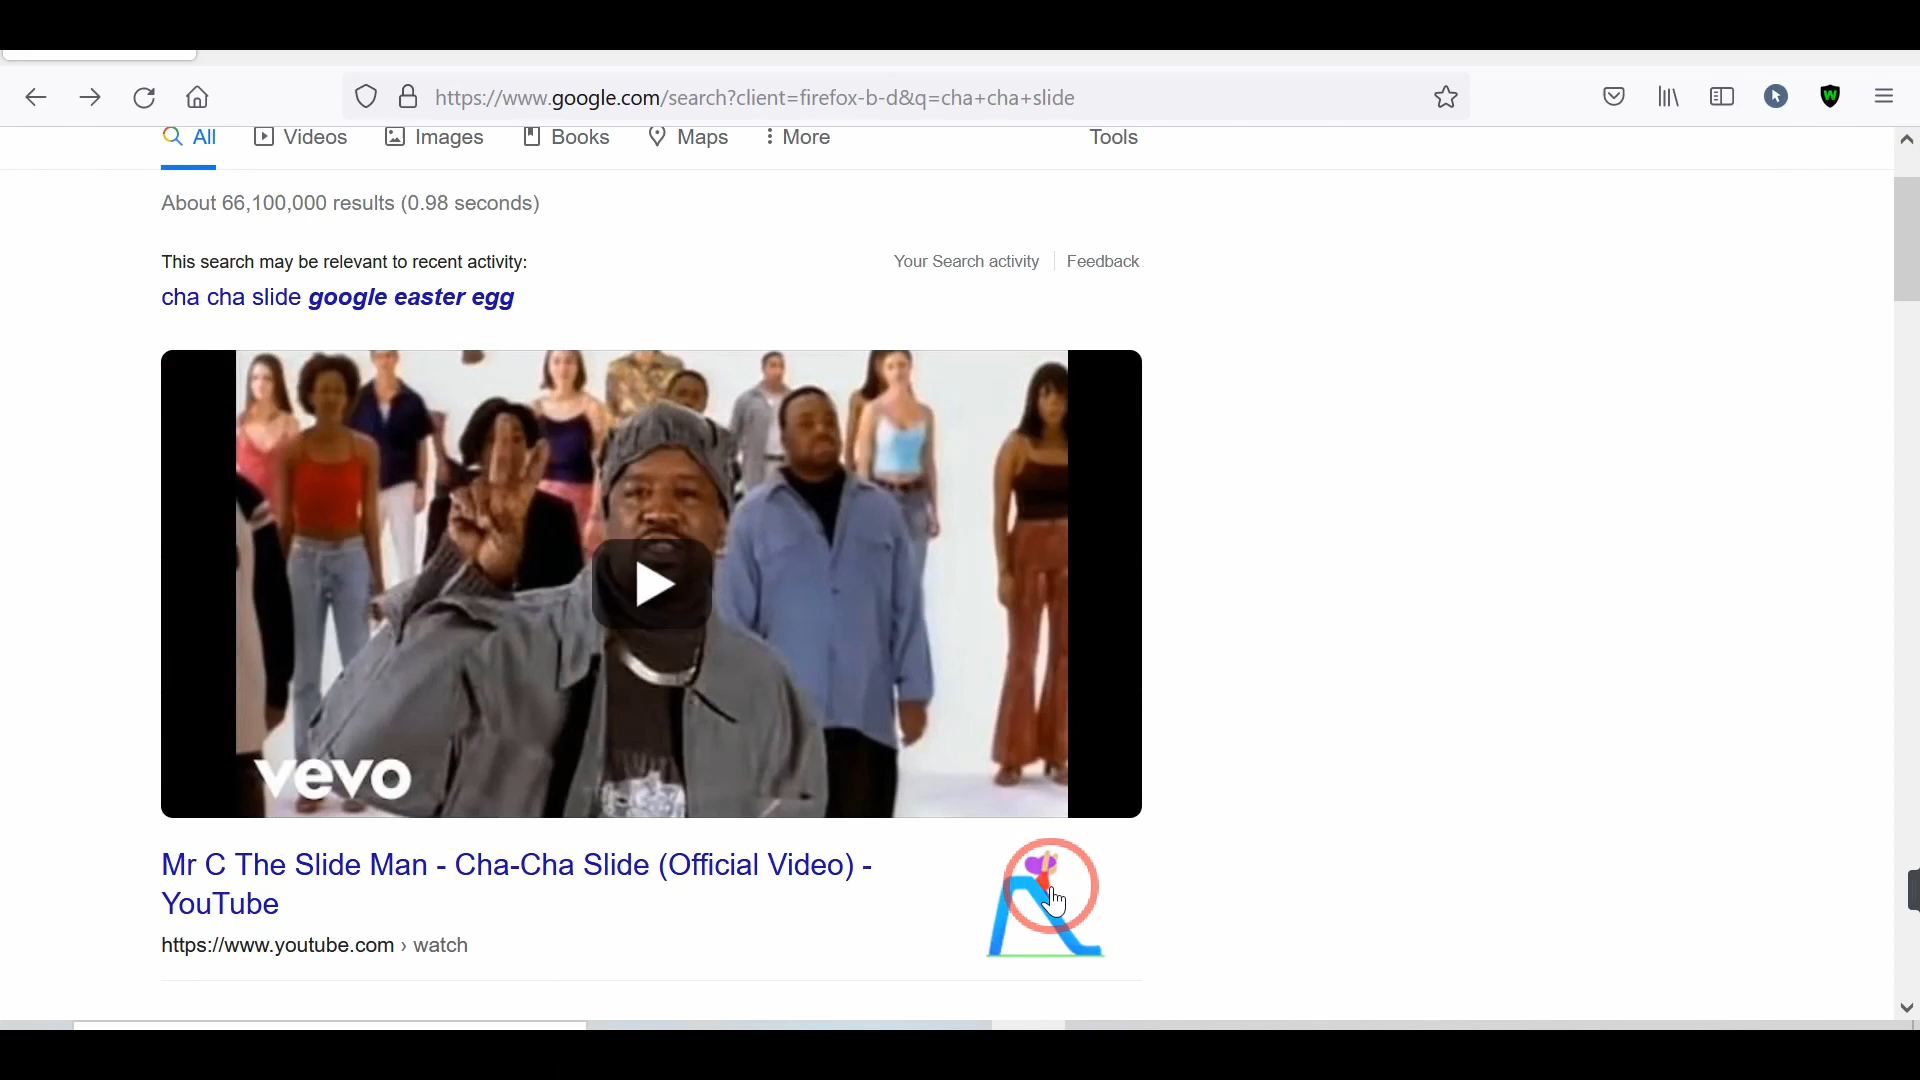 https://www.google.com/search?client=firefox-b-d&q=cha+cha+slide
W
All Videos Images Books Maps More Tools
About 66,100,000 results (0.98 seconds)
This search may be relevant to recent activity: Your Search activity Feedback
cha cha slide google easter egg
vevo
Mr C The Slide Man - Cha-Cha Slide (Official Video) -
YouTube
https://www.youtube.com › watch